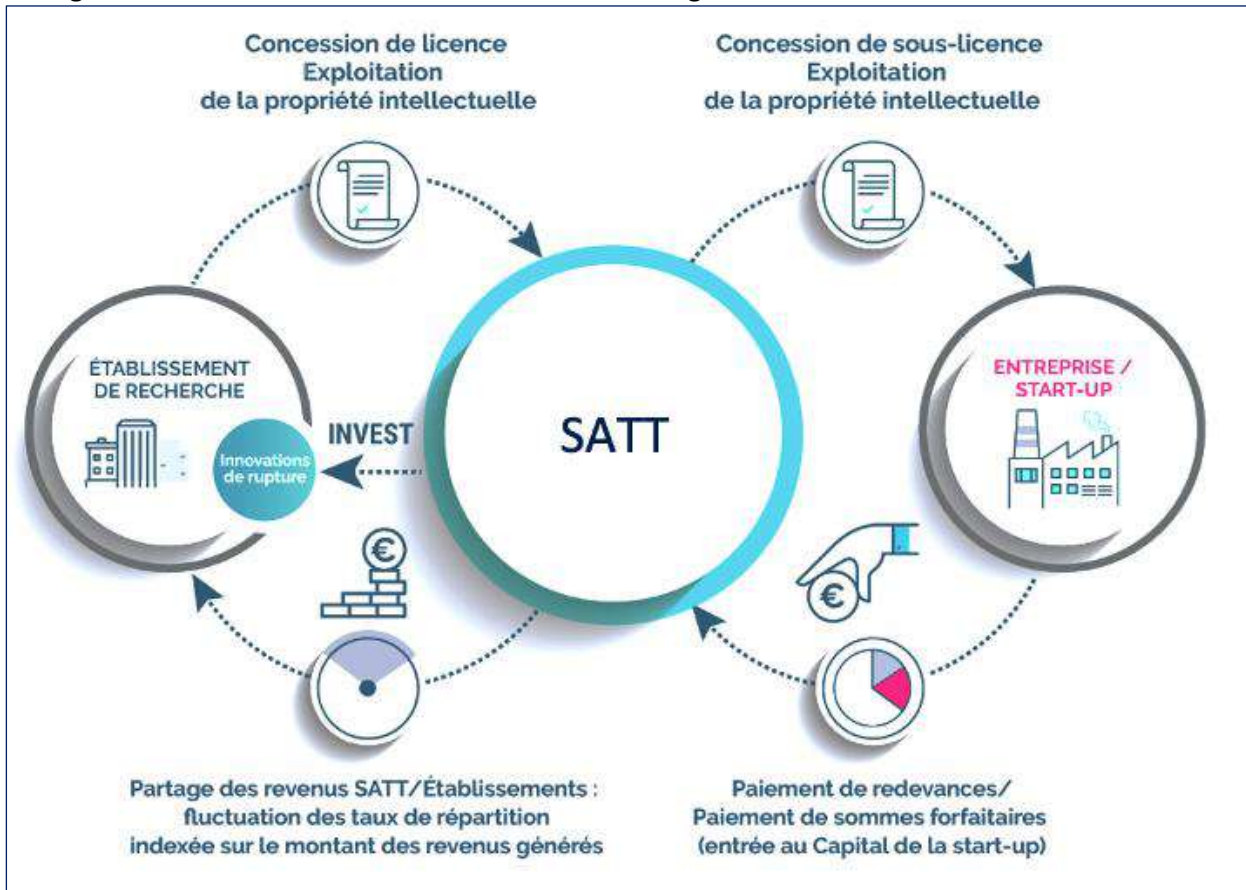 Concession de licence
Exploitation
de la propriété intellectuelle
Concession de sous-licence
Exploitation
de la propriété intellectuelle
ÉTABLISSEMENT
DE RECHERCHE
Innovations
de rupture
INVEST
SATT
ENTREPRISE /
START-UP
€
€
Partage des revenus SATT/Établissements :
fluctuation des taux de répartition
indexée sur le montant des revenus générés
Paiement de redevances/
Paiement de sommes forfaitaires
(entrée au Capital de la start-up)